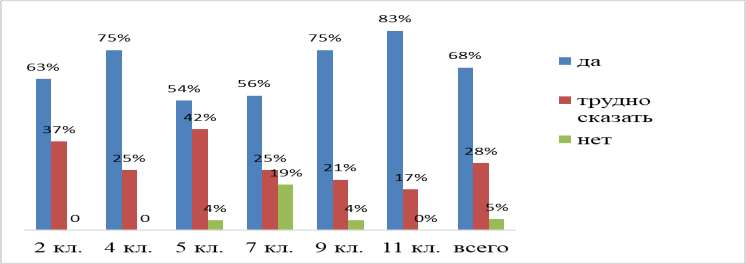 83%
75%
75%
68%
63%
54%
56%
42%
37%
25%
25%
28%
21%
19%
17%
4%
4%
5%
0
0
0%
2 кл.
4 кл.
5 кл.
7 кл.
9 кл.
11 кл.
всего
да
трудно
сказать
нет